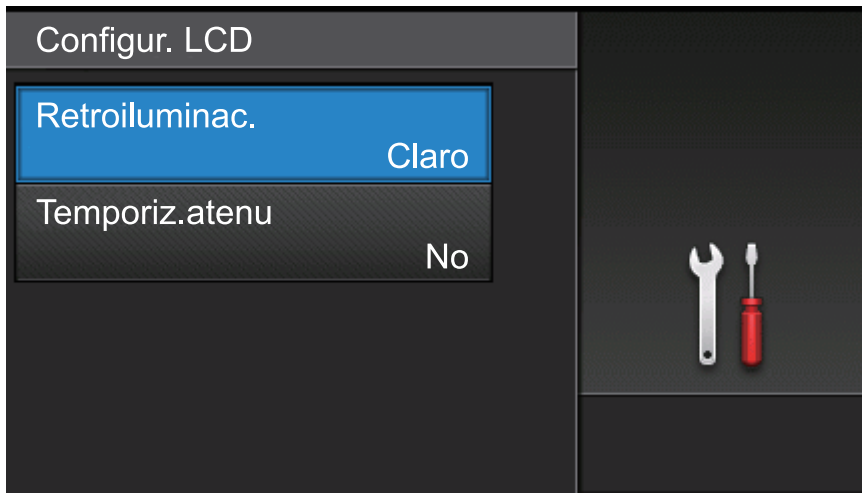 Configur. LCD
Retroiluminac.
Claro
Temporiz.atenu
No